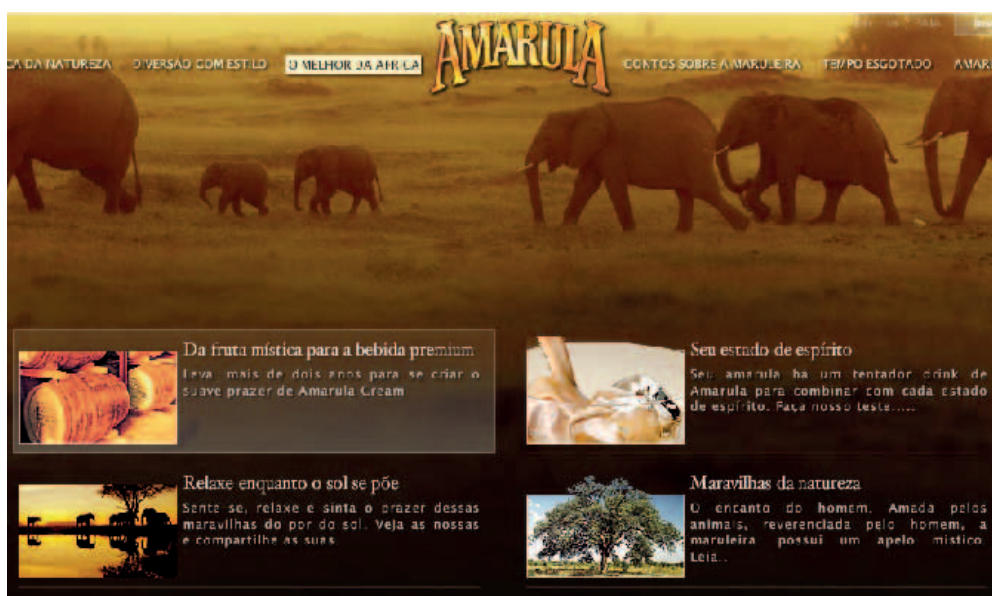 CA DA NATUREZA DIVERSÃO COM ESTILO O MELHOR DA AFRICA AMARULA CONTOS SOBRE A MARULEIRA TEMPO ESGOTADO
Da fruta mística para a bebida premium
Leva, mais de dois anos para se criar o
suave prazer de Amarula Cream
Seu estado de espírito
Seu amarula há um tentador drink de
Amarula para combinar com cada estado
de espírito. Faça nosso teste.....
Relaxe enquanto o sol se põe
Sente se, relaxe e sinta o prazer dessas
maravilhas do por do sol. Veja as nossas
e compartilhe as suas
Maravilhas da natureza
O encanto do homem. Amada pelos
animais, reverenciada pelo homem, a
maruleira possui um apelo místico.
Leia..